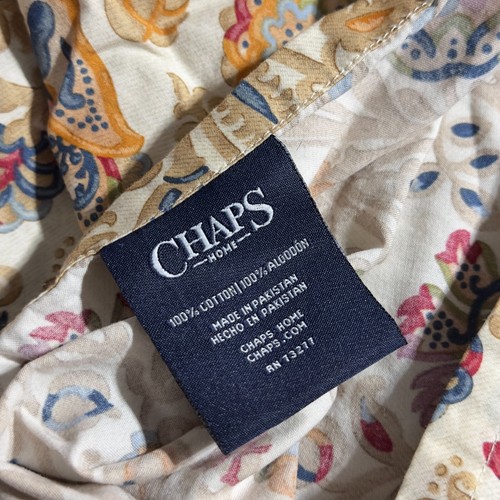 CHAPS
HOME
100% COTTON | 100% ALGODÓN
MADE IN PAKISTAN
HECHO EN PAKISTAN
CHAPS HOME
CHAPS.COM
RN 73277